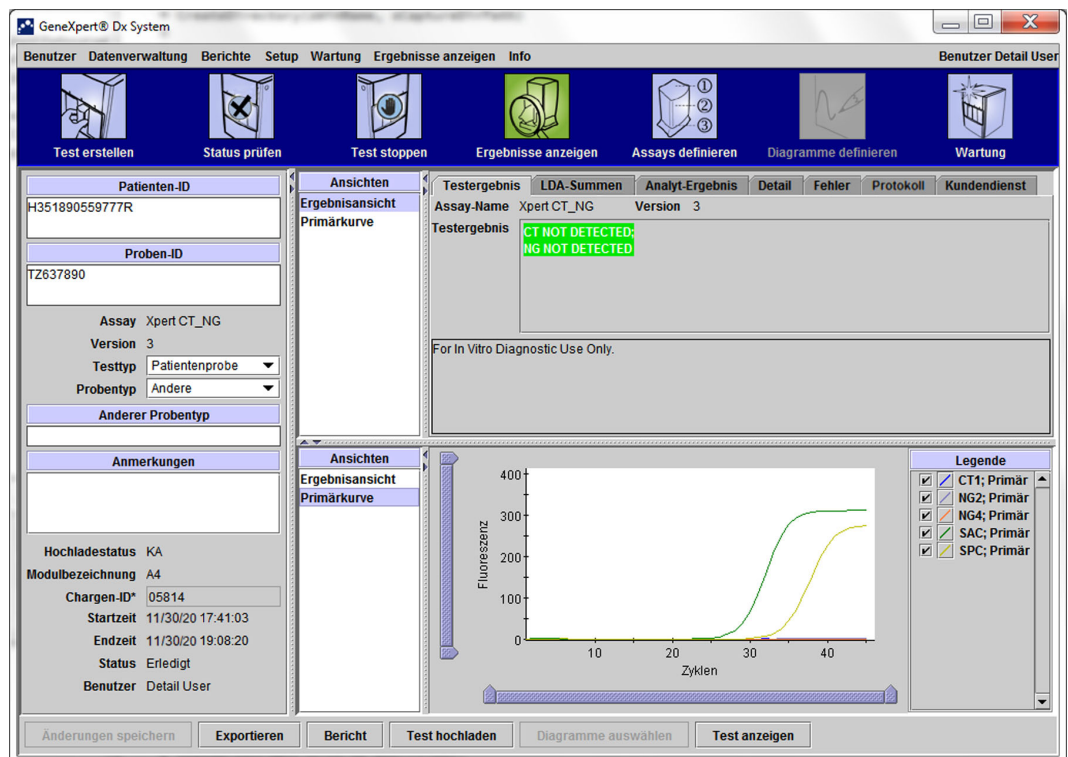 GeneXpert® Dx System
Benutzer Datenverwaltung Berichte Setup Wartung Ergebnisse anzeigen Info Benutzer Detail User
Test erstellen Status prüfen Test stoppen Ergebnisse anzeigen Assays definieren Diagramme definieren Wartung
Patienten-ID
H351890559777R
Proben-ID
TZ637890
Assay Xpert CT_NG
Version 3
Testtyp Patientenprobe
Probentyp Andere
Anderer Probentyp
Anmerkungen
Hochladestatus KA
Modulbezeichnung A4
Chargen-ID* 05814
Startzeit 11/30/20 17:41:03
Endzeit 11/30/20 19:08:20
Status Erledigt
Benutzer Detail User
Ansichten
Ergebnisansicht
Primärkurve
Testergebnis LDA-Summen Analyt-Ergebnis Detail Fehler Protokoll Kundendienst
Assay-Name Xpert CT_NG Version 3
Testergebnis CT NOT DETECTED;
NG NOT DETECTED
For In Vitro Diagnostic Use Only.
Ansichten
Ergebnisansicht
Primärkurve
400
300
200
100
0
Fluoreszenz
10 20 30 40
Zyklen
Legende
CT1; Primär
NG2; Primär
NG4; Primär
SAC; Primär
SPC; Primär
Änderungen speichern Exportieren Bericht Test hochladen Diagramme auswählen Test anzeigen